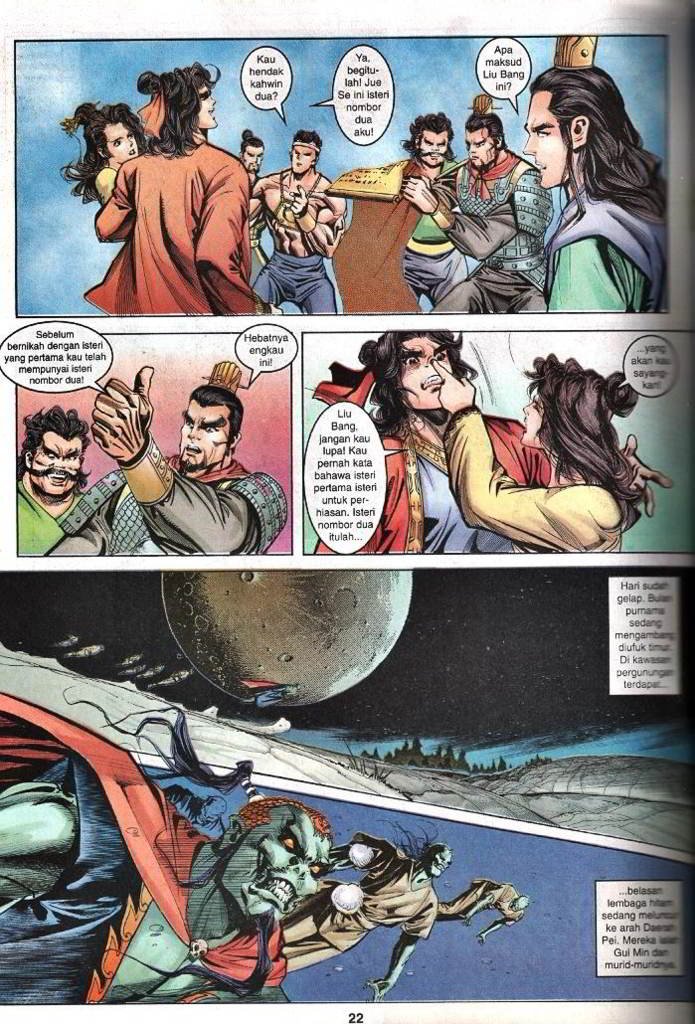 Kau
hendak
kahwin
dua?
Ya,
begitu-
lah! Jue
Se ini isteri
nombor
dua
aku!
Apa
maksud
Liu Bang
ini?
Sebelum
bernikah dengan isteri
yang pertama kau telah
mempunyai isteri
nombor dua!
Hebatnya
engkau
ini!
Liu
Bang,
jangan kau
lupa! Kau
pernah kata
bahawa isteri
pertama isteri
untuk per-
hiasan. Isteri
nombor dua
itulah...
...yang
akan kau
sayang-
kan!
Hari sudah
gelap. Bulan
purnama
sedang
mengambang
diufuk timur.
Di kawasan
pergunungan
terdapat...
...belasan
lembaga hitam
sedang meluncur
ke arah Daerah
Pei. Mereka
Gui Min dan
murid-muridnya.
22